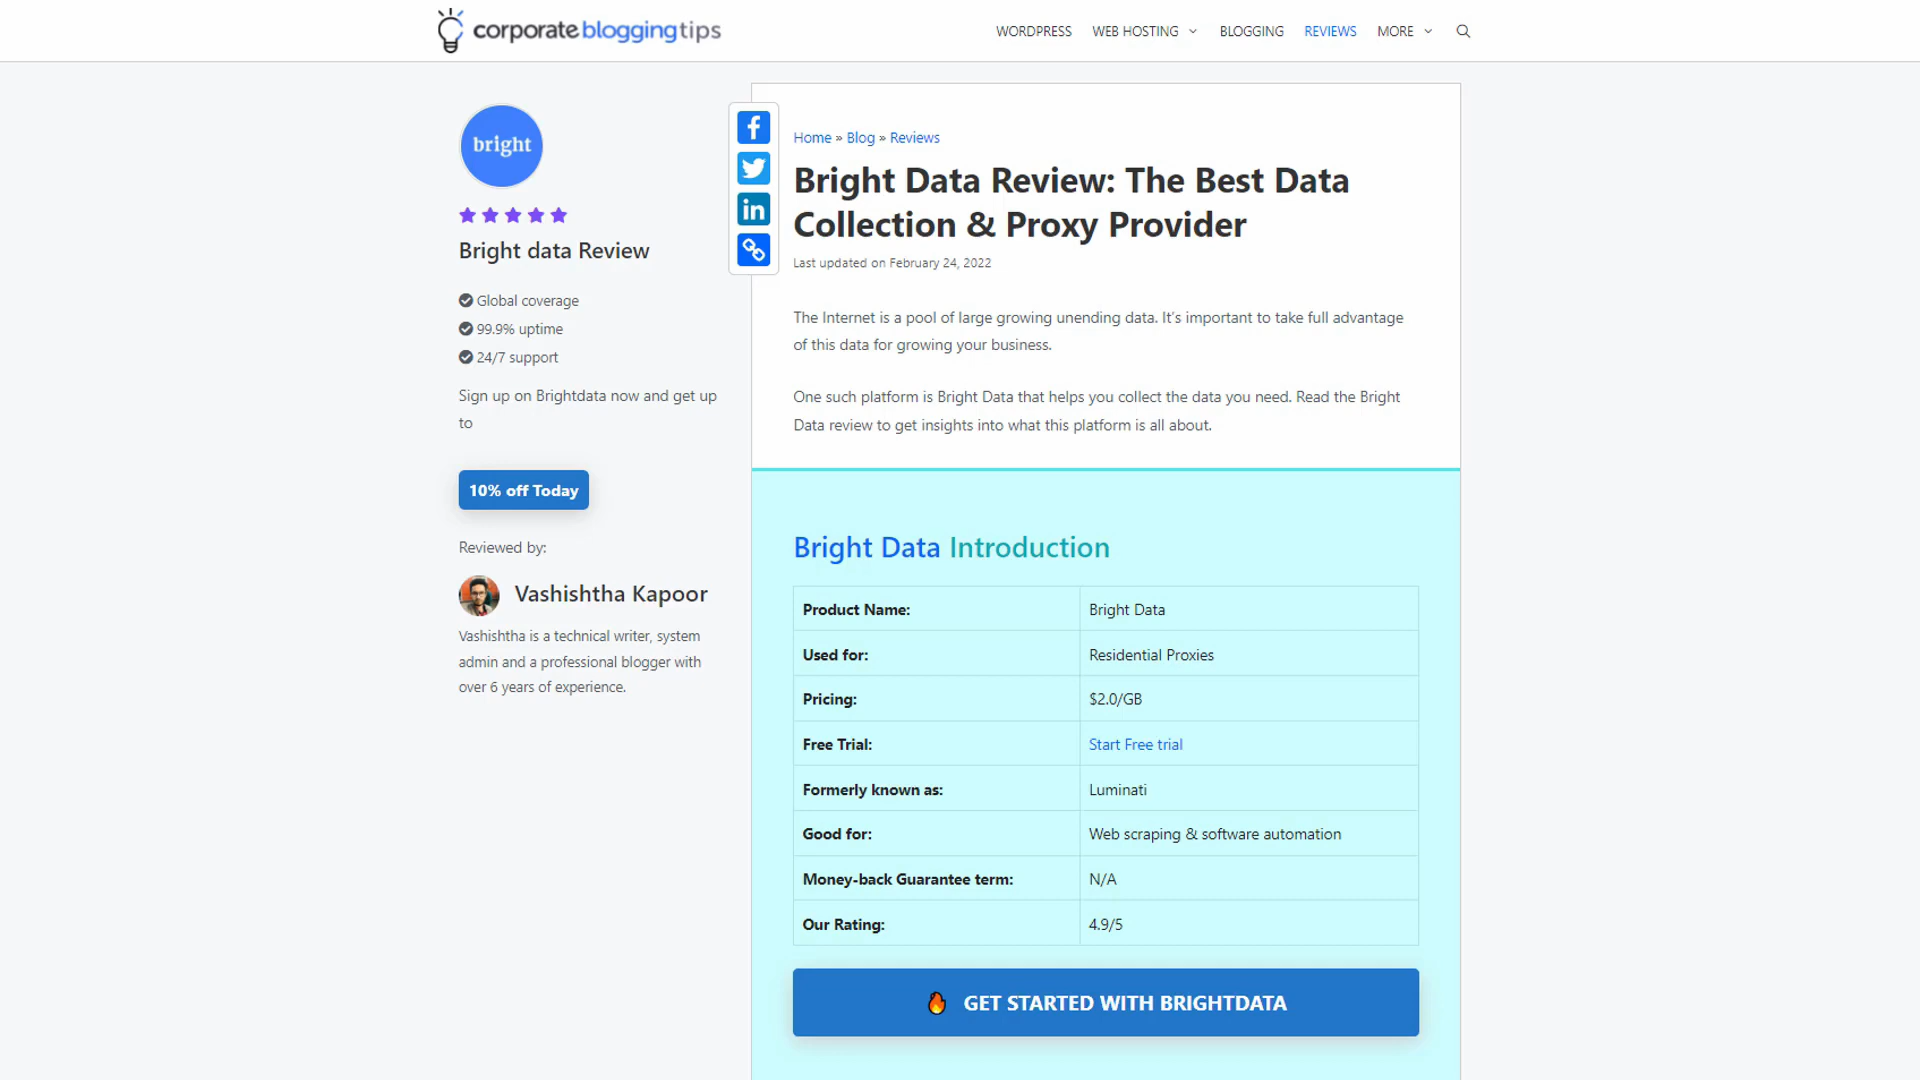 corporatebloggingtips
WORDPRESS WEB HOSTING BLOGGING REVIEWS MORE
bright
Bright data Review
Global coverage
99.9% uptime
24/7 support
Sign up on Brightdata now and get up
to
10% off Today
Reviewed by:
Vashishtha Kapoor
Vashishtha is a technical writer, system
admin and a professional blogger with
over 6 years of experience.
Home » Blog » Reviews
Bright Data Review: The Best Data
Collection & Proxy Provider
Last updated on February 24, 2022
The Internet is a pool of large growing unending data. It's important to take full advantage
of this data for growing your business.
One such platform is Bright Data that helps you collect the data you need. Read the Bright
Data review to get insights into what this platform is all about.
Bright Data Introduction
Product Name: Bright Data
Used for: Residential Proxies
Pricing: $2.0/GB
Free Trial: Start Free trial
Formerly known as: Luminati
Good for: Web scraping & software automation
Money-back Guarantee term: N/A
Our Rating: 4.9/5
GET STARTED WITH BRIGHTDATA